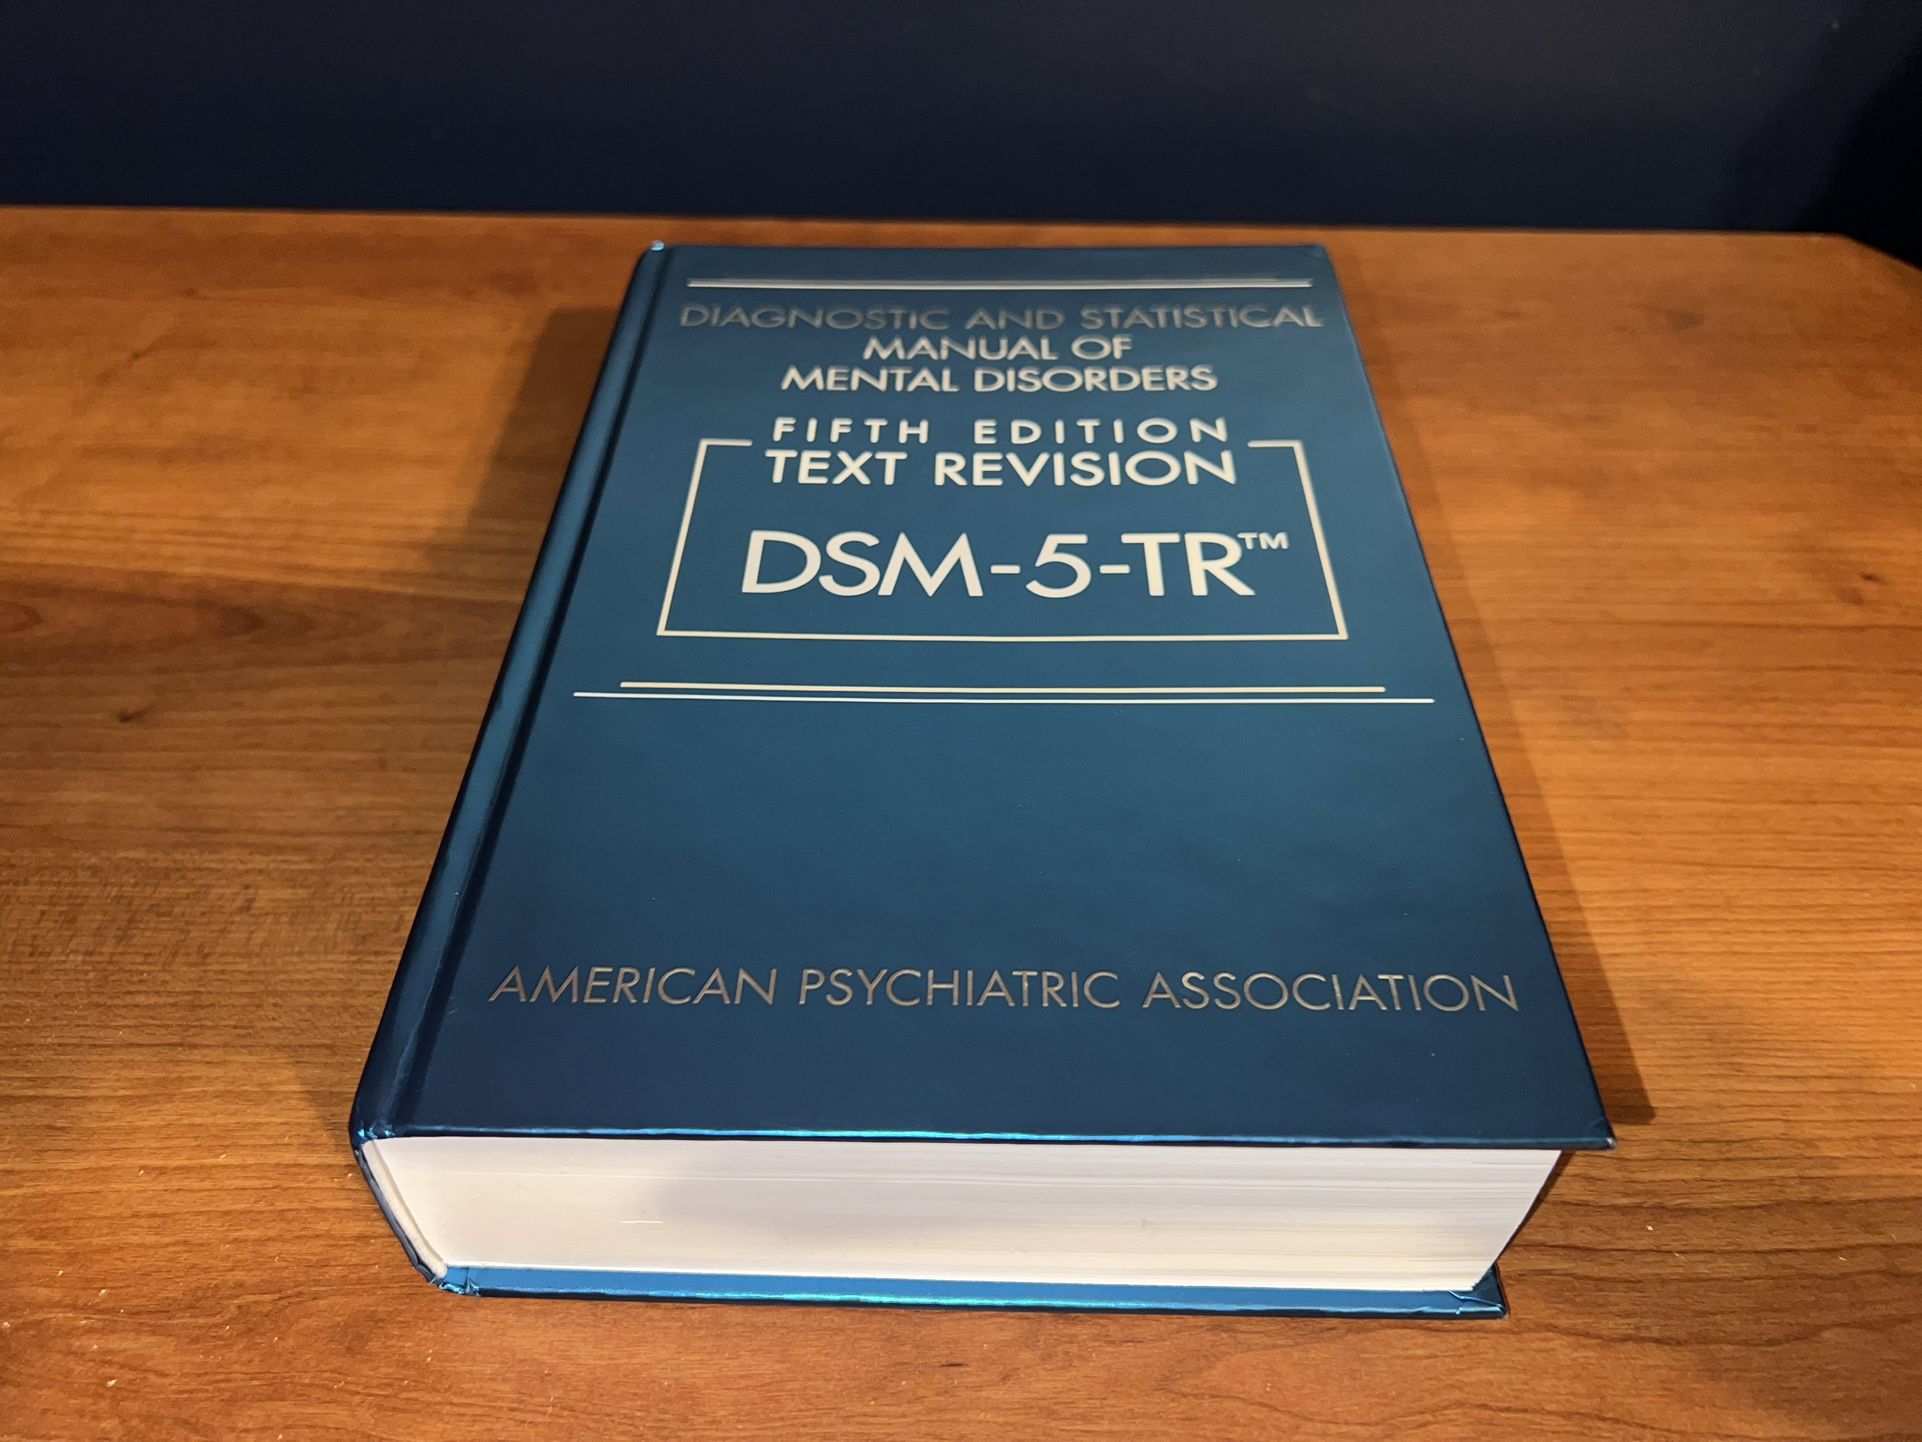 DIAGNOSTIC AND STATISTICAL
MANUAL OF
MENTAL DISORDERS
FIFTH EDITION
TEXT REVISION
DSM-5-TR™
AMERICAN PSYCHIATRIC ASSOCIATION